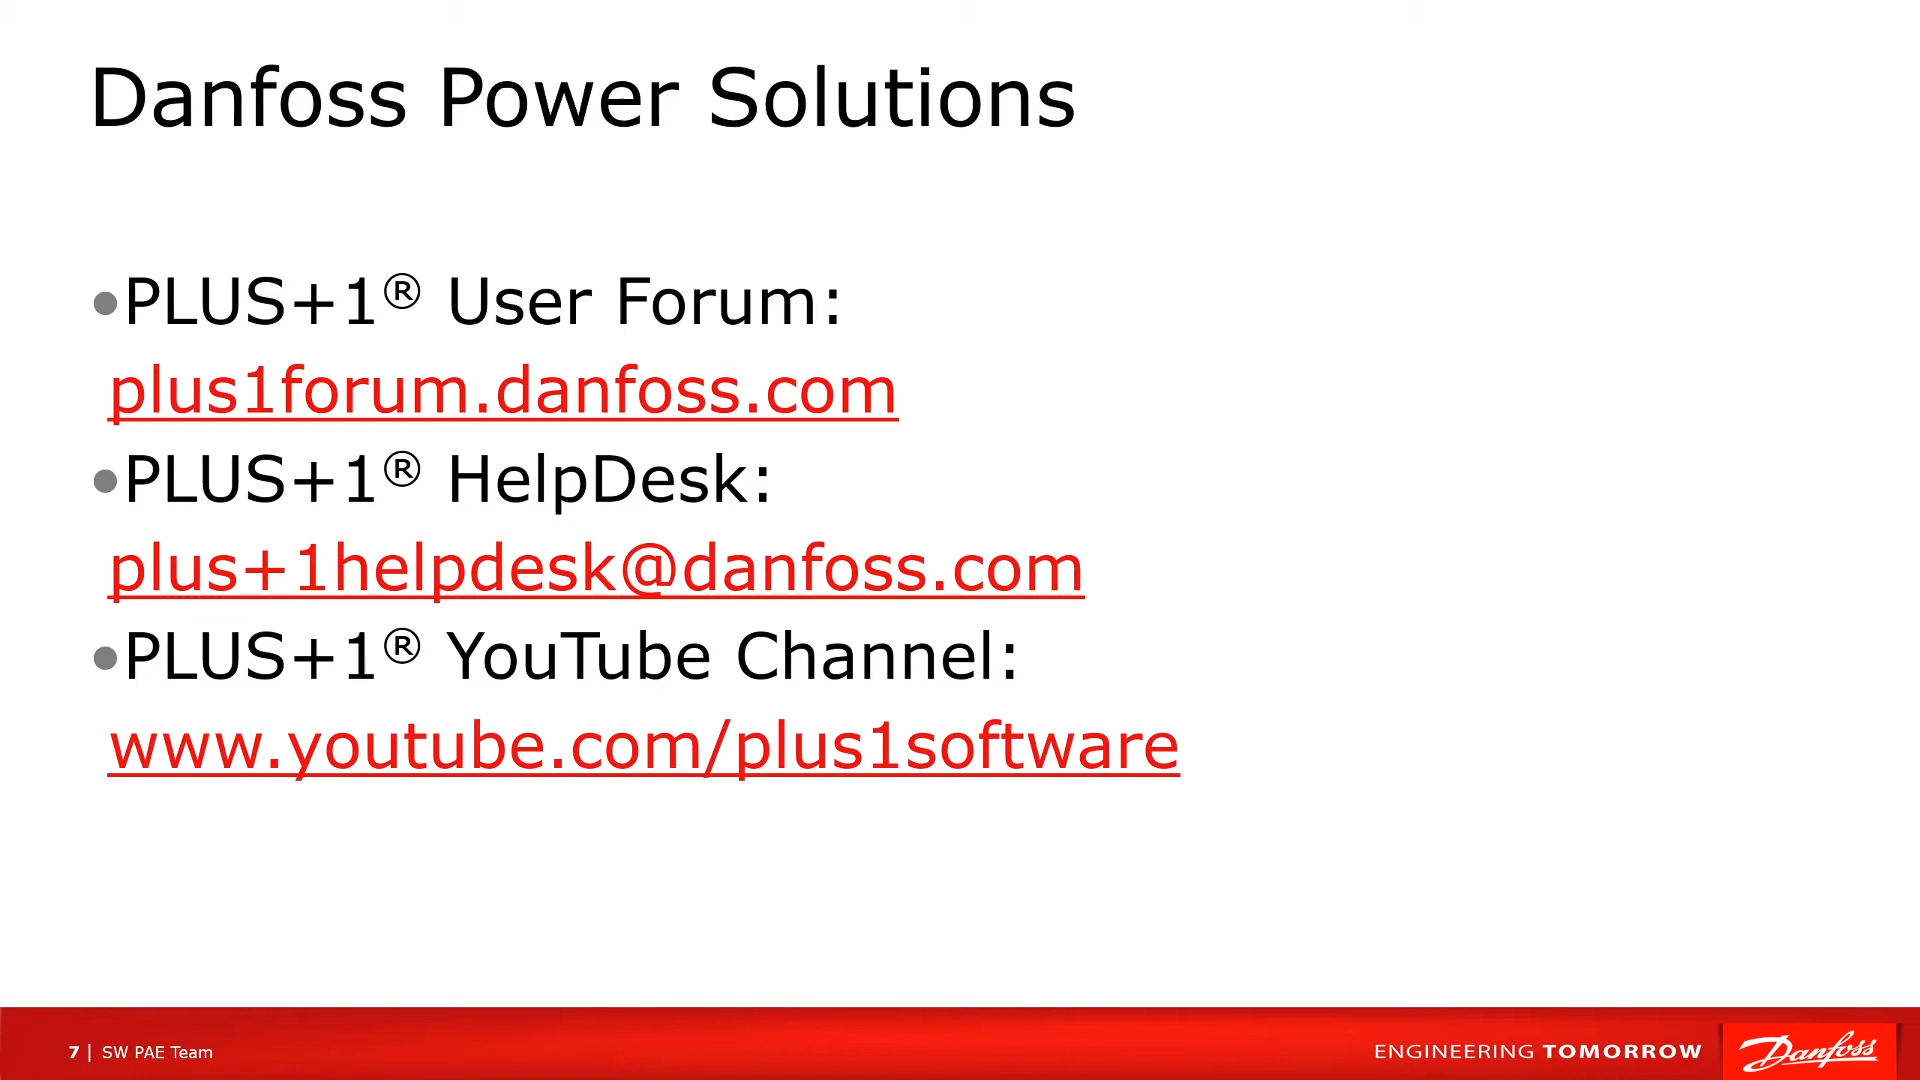 Danfoss Power Solutions
•PLUS+1® User Forum:
plus1forum.danfoss.com
•PLUS+1® HelpDesk:
plus+1helpdesk@danfoss.com
•PLUS+1® YouTube Channel:
www.youtube.com/plus1software
7 | SW PAE Team
ENGINEERING TOMORROW
Danfoss